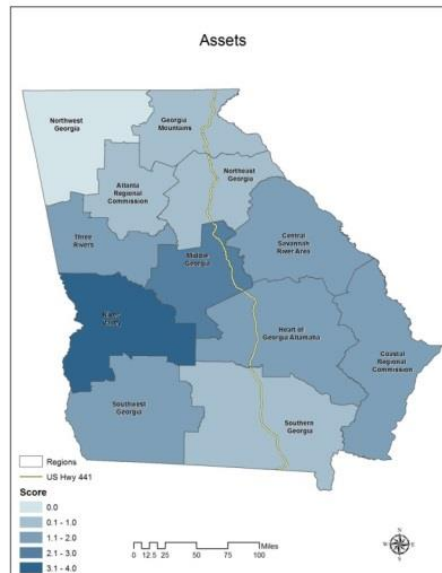 Assets
Northwest
Georgia
Georgia
Mountains
Atlanta
Regional
Commission
Northeast
Georgia
Three
Rivers
Middle
Georgia
Central
Savannah
River Area
River
Valley
Heart of
Georgia Altamaha
Coastal
Regional
Commission
Southwest
Georgia
Southern
Georgia
Regions
US Hwy 441
Score
0.0
0.1 - 1.0
1.1 - 2.0
2.1 - 3.0
3.1 - 4.0
0 12.5 25 50 75 100
Miles
N
W E
S